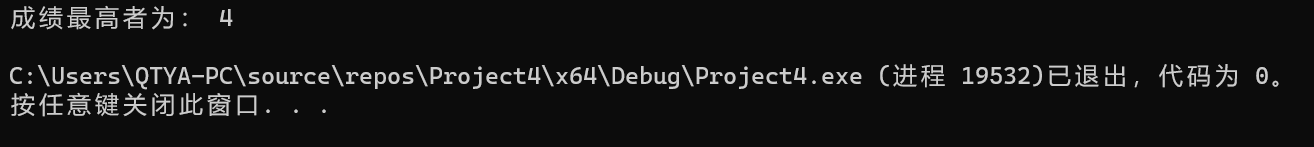 成绩最高者为： 4
C:\Users\QTYA-PC\source\repos\Project4\x64\Debug\Project4.exe (进程 19532)已退出，代码为 0。
按任意键关闭此窗口. . .